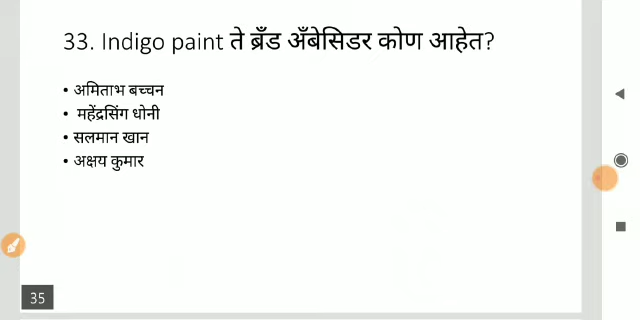 33. Indigo paint ते ब्रँड अँबेसिडर कोण आहेत?
• अमिताभ बच्चन
• महेंद्रसिंग धोनी
• सलमान खान
• अक्षय कुमार
35